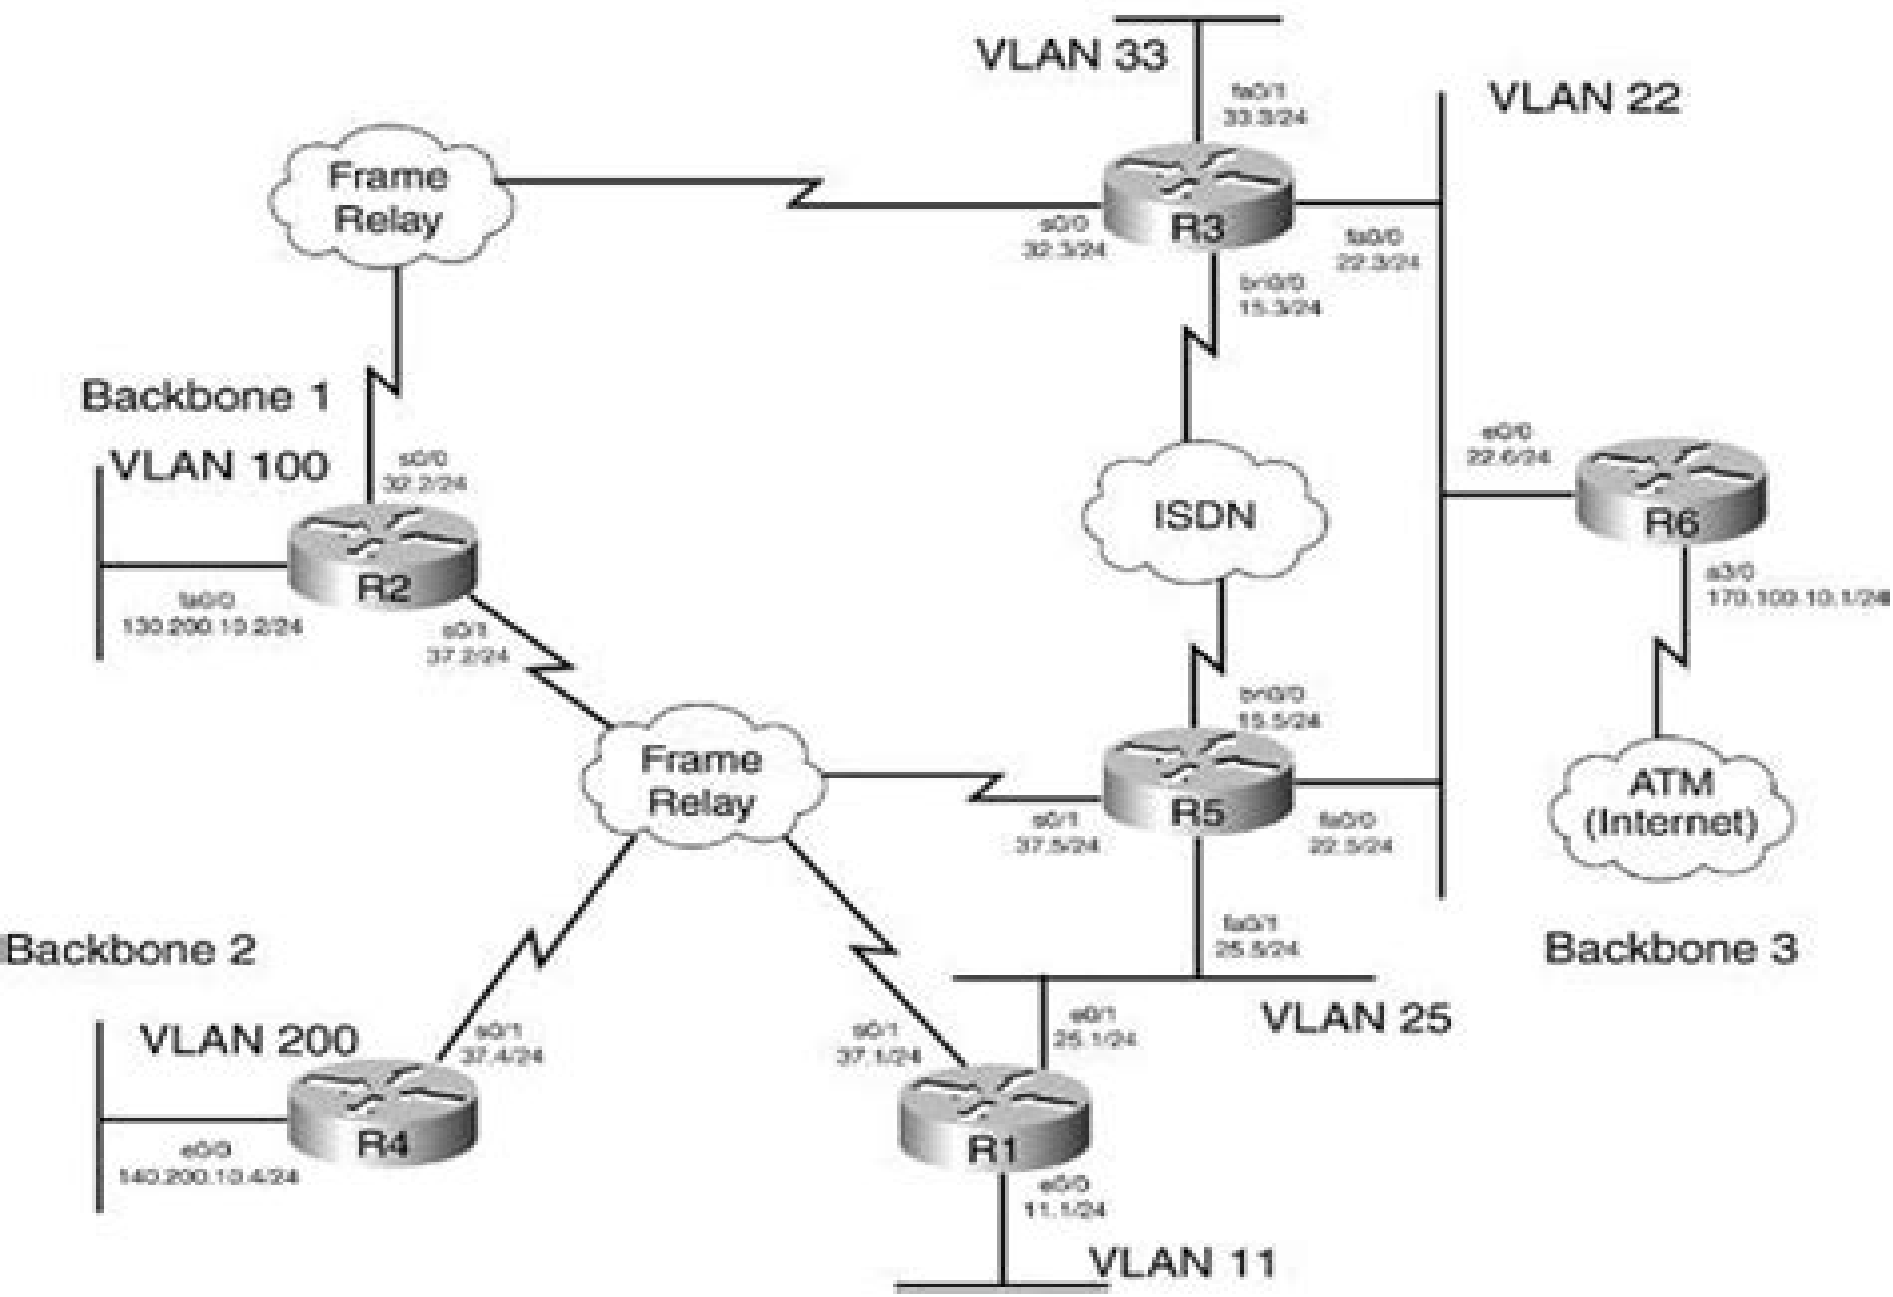 VLAN 33
fa0/1
33.3/24
VLAN 22
Frame
Relay
R3
s0/0
32.3/24
fa0/0
22.3/24
bri0/0
15.3/24
Backbone 1
VLAN 100
s0/0
32.2/24
R2
fa0/0
130.200.10.2/24
s0/1
37.2/24
ISDN
e0/0
22.6/24
R6
s3/0
170.100.10.1/24
bri0/0
15.5/24
Frame
Relay
s0/1
37.5/24
R5
fa0/0
22.5/24
ATM
(Internet)
Backbone 3
fa0/1
25.5/24
VLAN 25
Backbone 2
VLAN 200
s0/1
37.4/24
R4
e0/0
140.200.10.4/24
s0/1
37.1/24
e0/1
25.1/24
R1
e0/0
11.1/24
VLAN 11